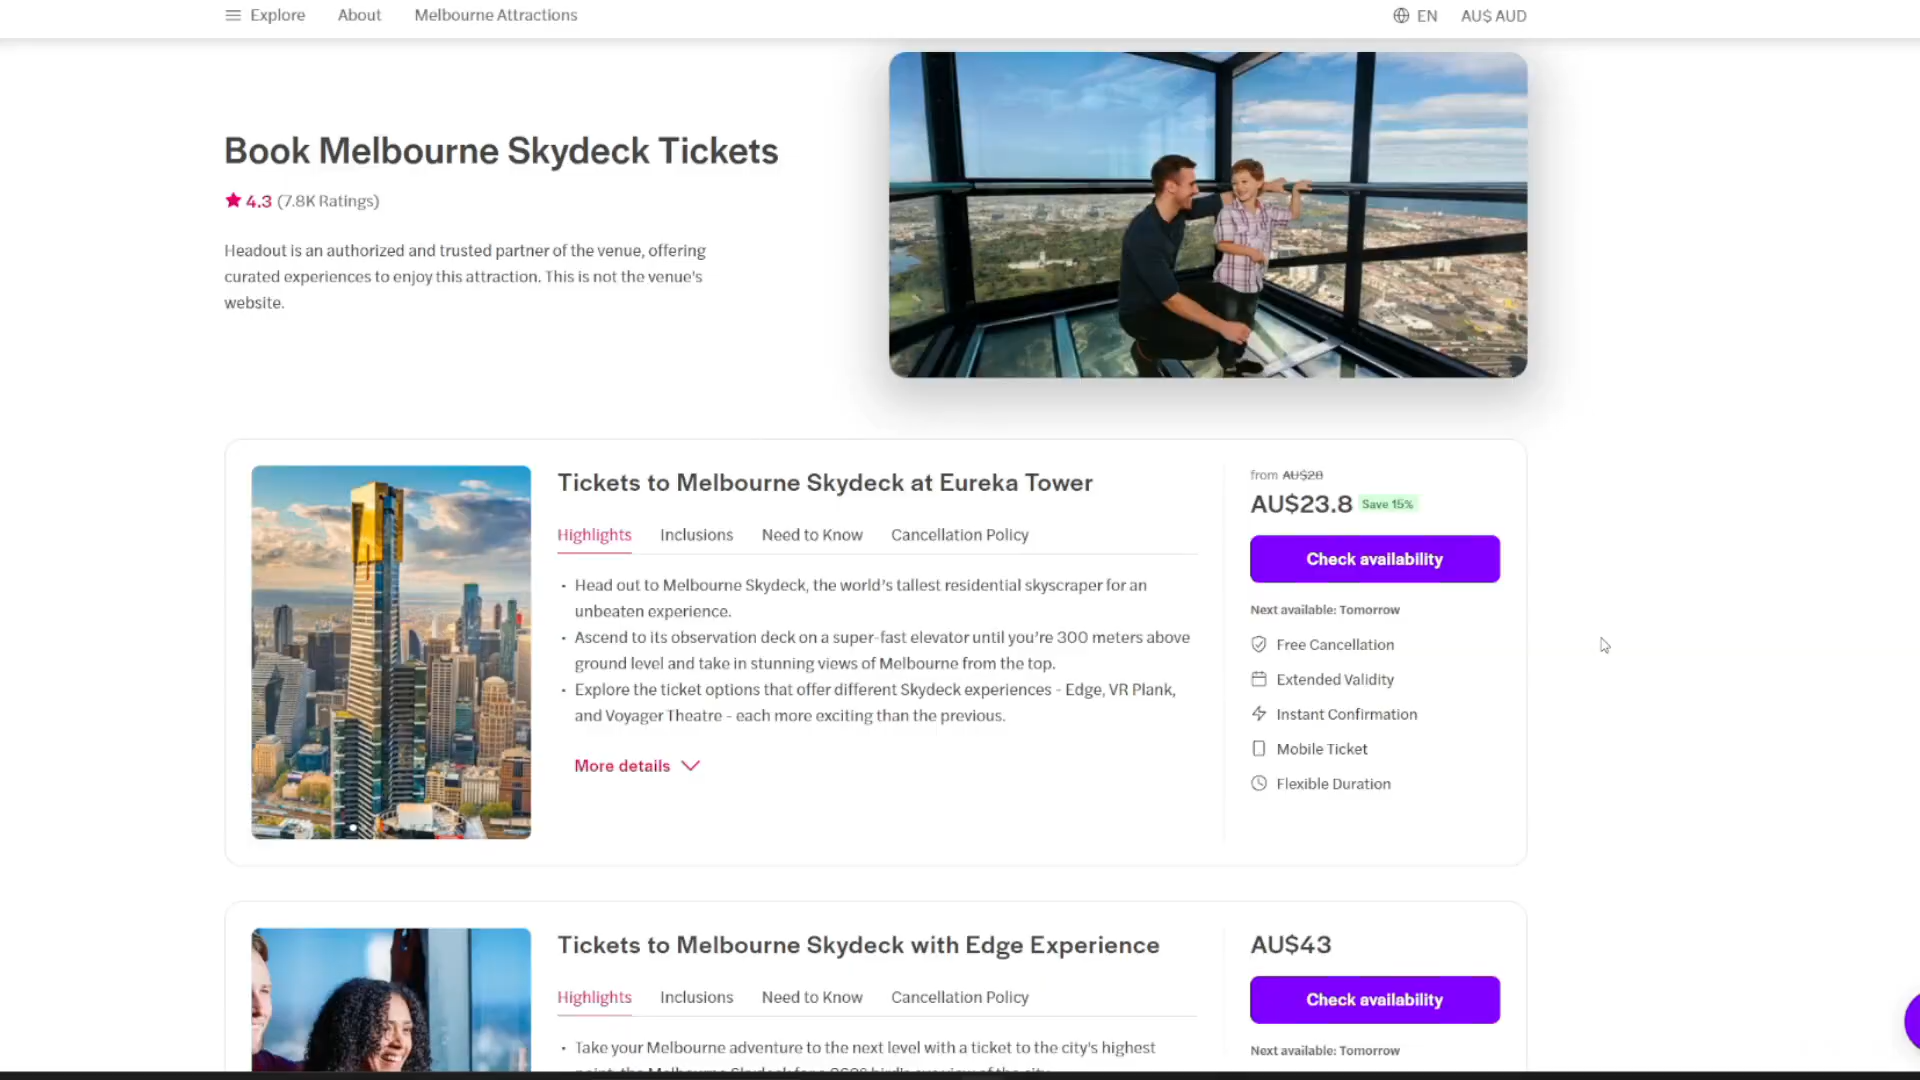 Explore About Melbourne Attractions EN AU$ AUD
Book Melbourne Skydeck Tickets
4.3 (7.8K Ratings)
Headout is an authorized and trusted partner of the venue, offering
curated experiences to enjoy this attraction. This is not the venue's
website.
Tickets to Melbourne Skydeck at Eureka Tower
Highlights Inclusions Need to Know Cancellation Policy
• Head out to Melbourne Skydeck, the world's tallest residential skyscraper for an
unbeaten experience.
• Ascend to its observation deck on a super-fast elevator until you're 300 meters above
ground level and take in stunning views of Melbourne from the top.
• Explore the ticket options that offer different Skydeck experiences - Edge, VR Plank,
and Voyager Theatre - each more exciting than the previous.
More details
from AU$28
AU$23.8 Save 15%
Check availability
Next available: Tomorrow
Free Cancellation
Extended Validity
Instant Confirmation
Mobile Ticket
Flexible Duration
Tickets to Melbourne Skydeck with Edge Experience
Highlights Inclusions Need to Know Cancellation Policy
• Take your Melbourne adventure to the next level with a ticket to the city's highest
AU$43
Check availability
Next available: Tomorrow